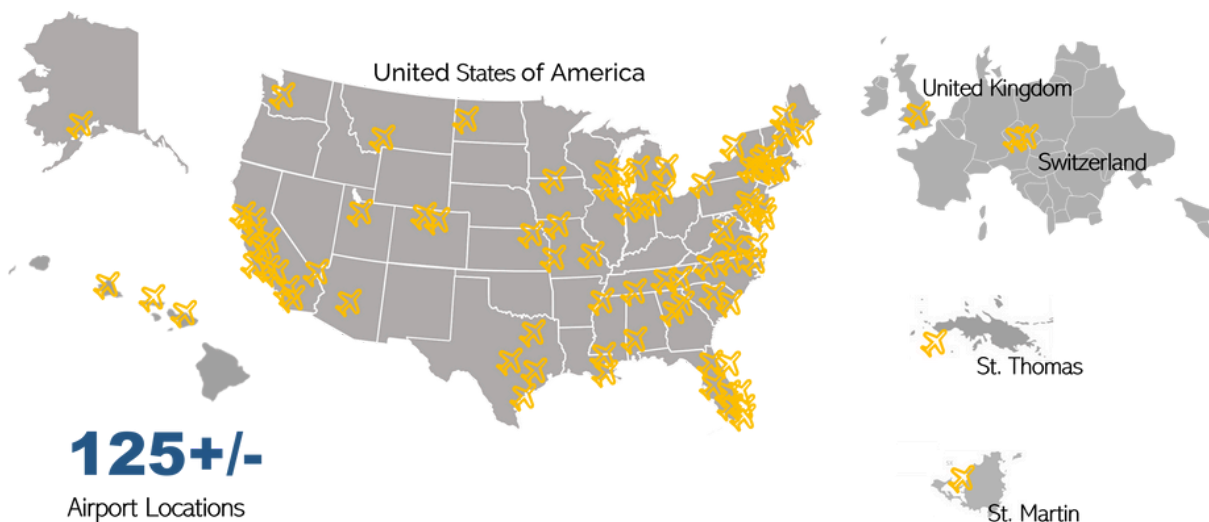 United States of America
United Kingdom
Switzerland
St. Thomas
125+/-
Airport Locations
St. Martin